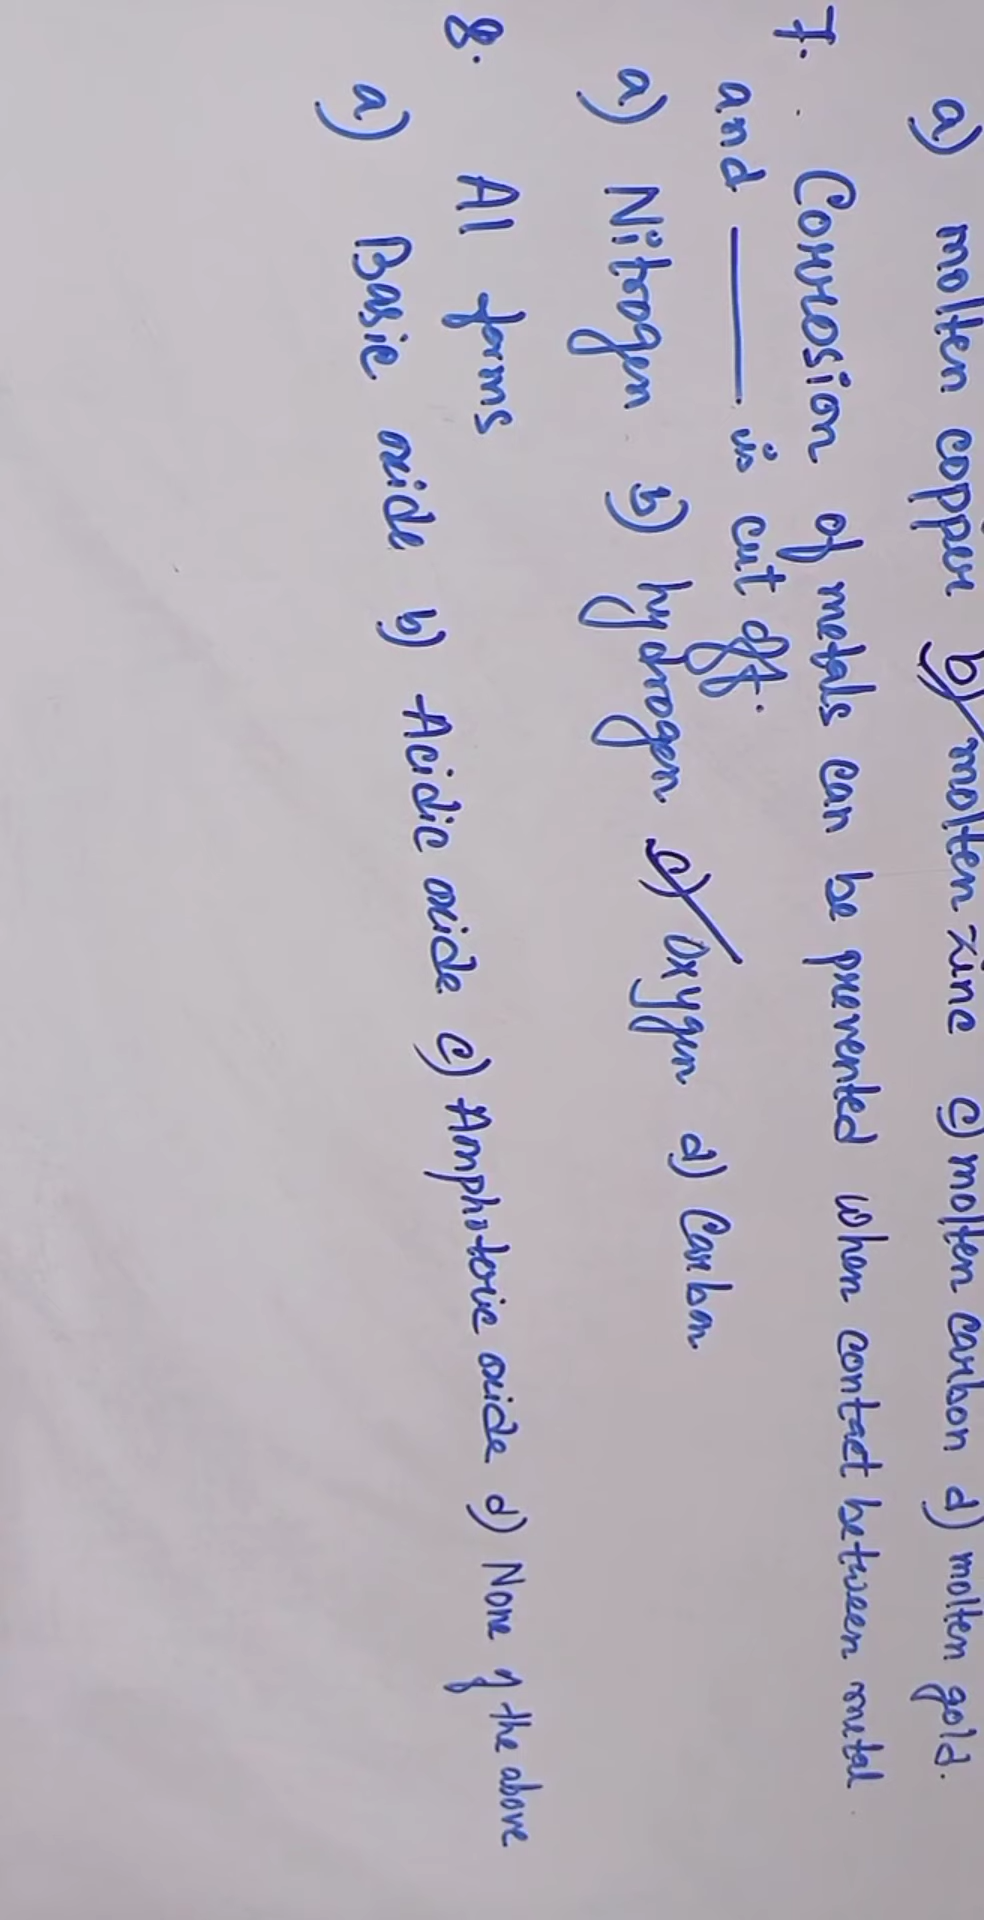 a) molten copper b) molten zinc c) molten carbon d) molten gold.
7. Corrosion of metals can be prevented when contact between metal
and ______ is cut off.
a) Nitrogen b) hydrogen c) Oxygen d) Carbon
8. Al forms
a) Basic oxide b) Acidic oxide c) Amphoteric oxide d) None of the above